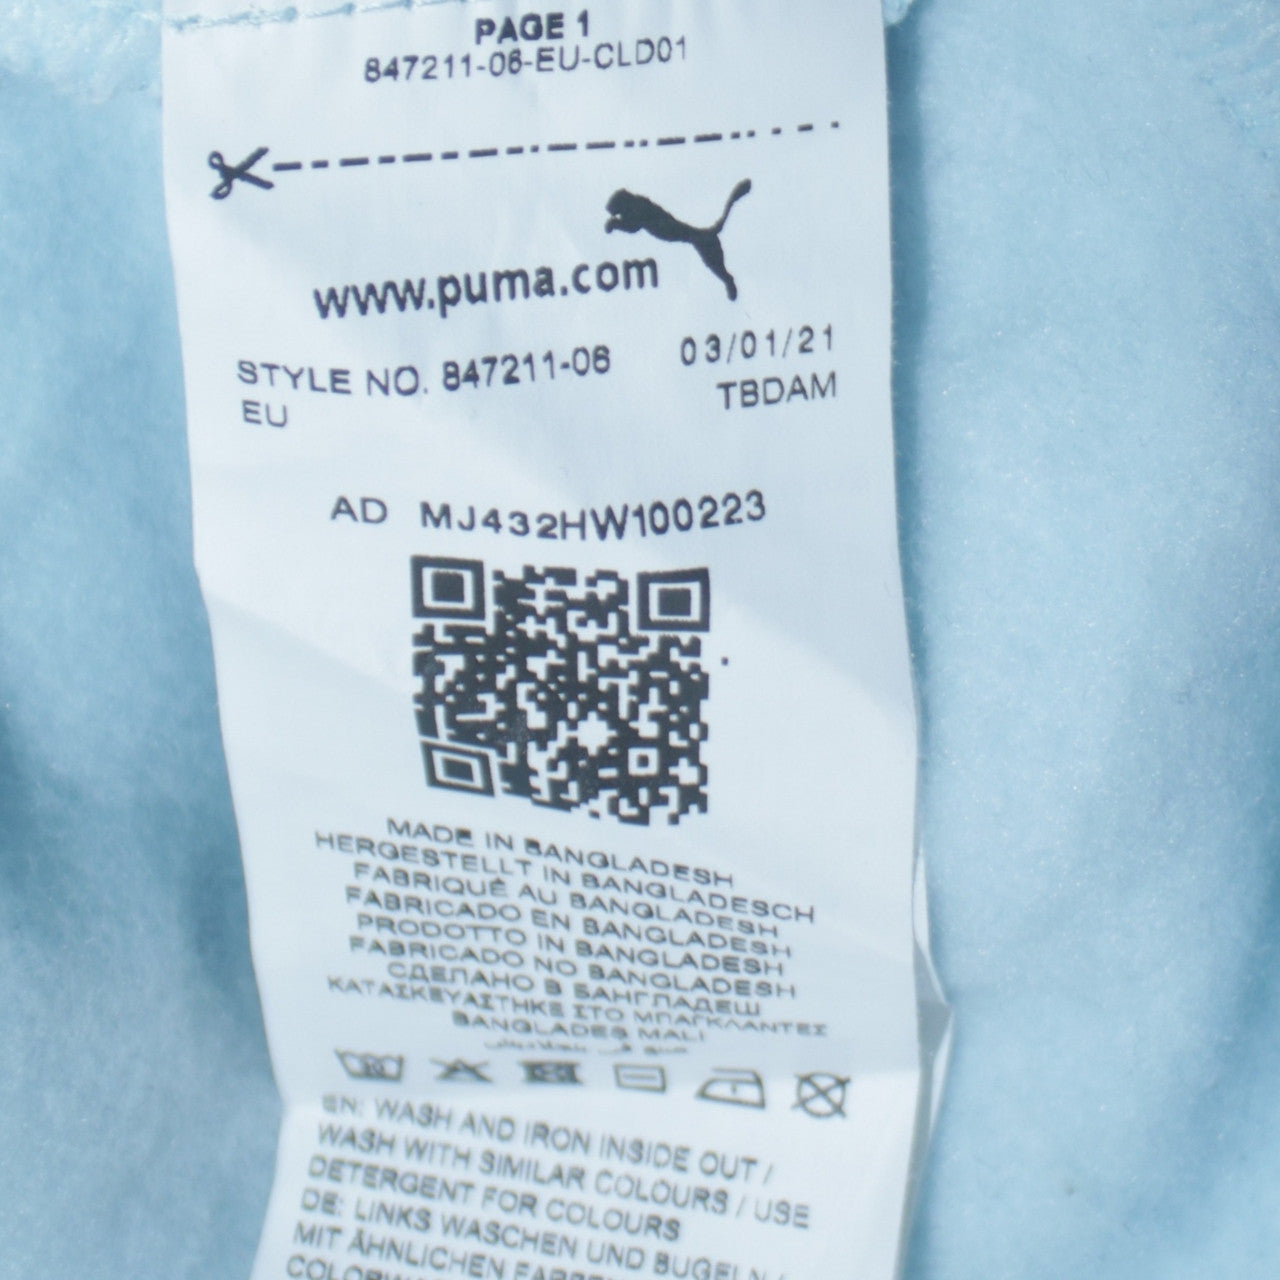 PAGE 1
847211-06-EU-CLD01
www.puma.com
STYLE NO. 847211-06 03/01/21
EU TBDAM
AD MJ432HW100223
MADE IN BANGLADESH
HERGESTELLT IN BANGLADESCH
FABRIQUÉ AU BANGLADESH
FABRICADO EN BANGLADESH
PRODOTTO IN BANGLADESH
FABRICADO NO BANGLADESH
СДЕЛАНО В БАНГЛАДЕШ
ΚΑΤΑΣΚΕΥΑΣΤΗΚΕ ΣΤΟ ΜΠΑΓΚΛΑΝΤΕΣ
BANGLADES MALI
EN: WASH AND IRON INSIDE OUT /
WASH WITH SIMILAR COLOURS / USE
DETERGENT FOR COLOURS
DE: LINKS WASCHEN UND BÜGELN /
MIT ÄHNLICHEN